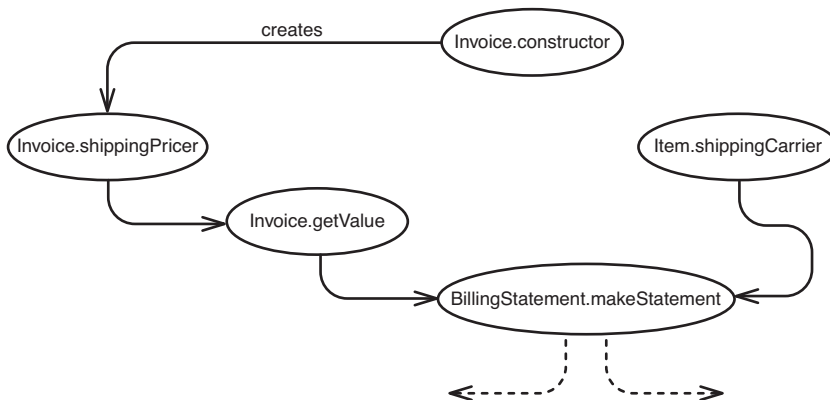 creates
Invoice.constructor
Invoice.shippingPricer
Item.shippingCarrier
Invoice.getValue
BillingStatement.makeStatement